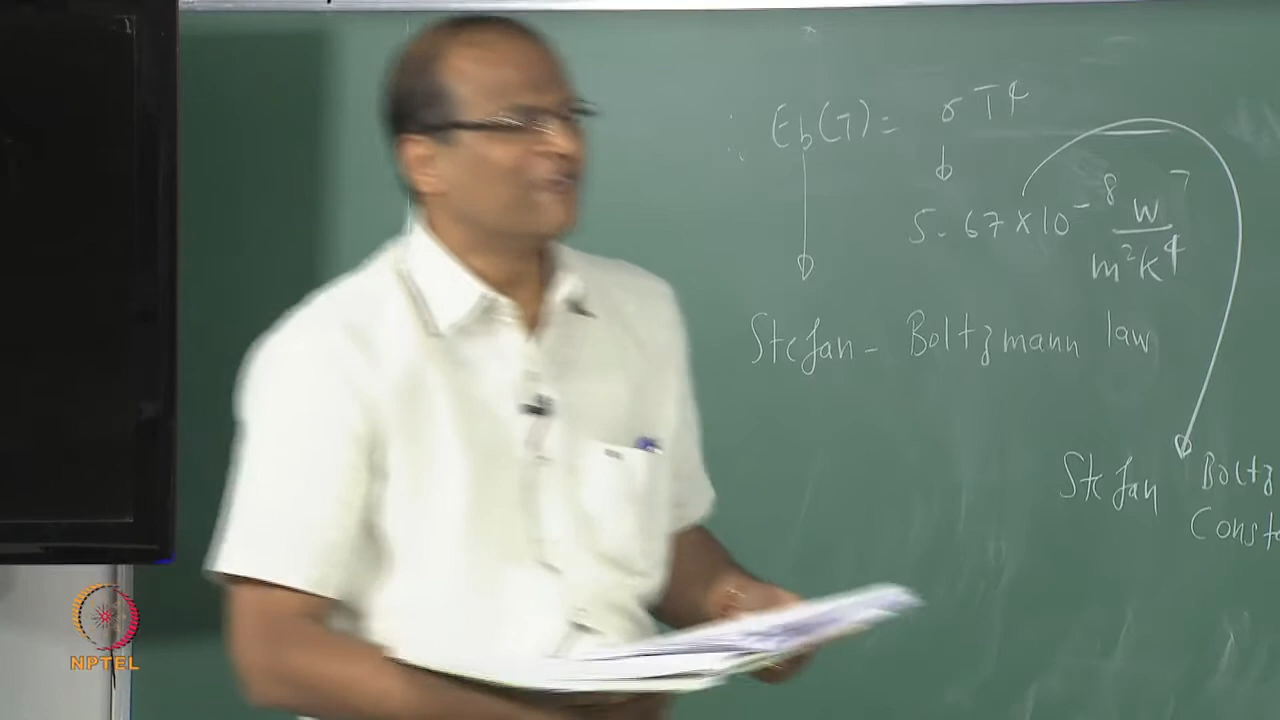 ∴ Eb(T) = σT4
5.67 × 10-8 W
m2K4
Stefan - Boltzmann law
Stefan Boltz
Const
NPTEL